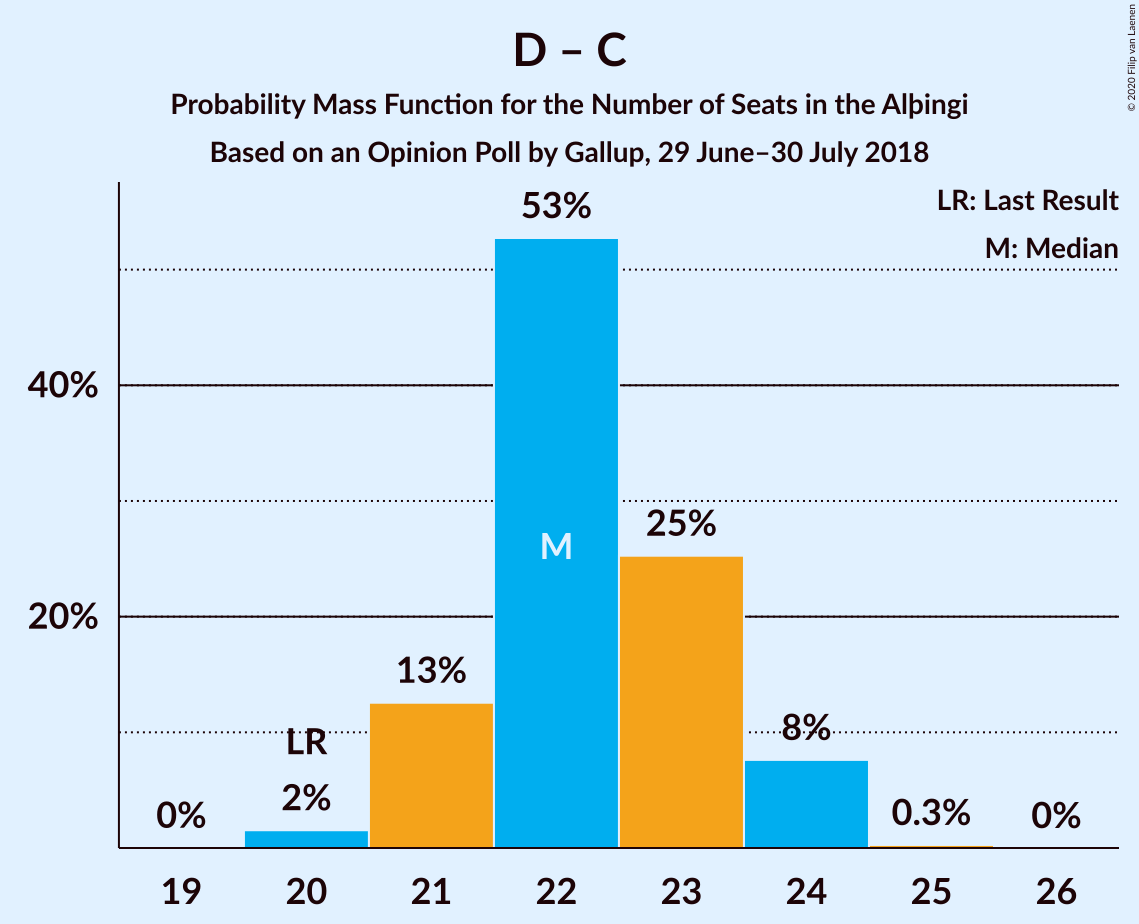 D – C
Probability Mass Function for the Number of Seats in the Alþingi
Based on an Opinion Poll by Gallup, 29 June–30 July 2018
© 2020 Filip van Laenen
LR: Last Result
M: Median
53%
40%
25%
M
20%
13%
LR
8%
0%
2%
0.3%
0%
19 20 21 22 23 24 25 26